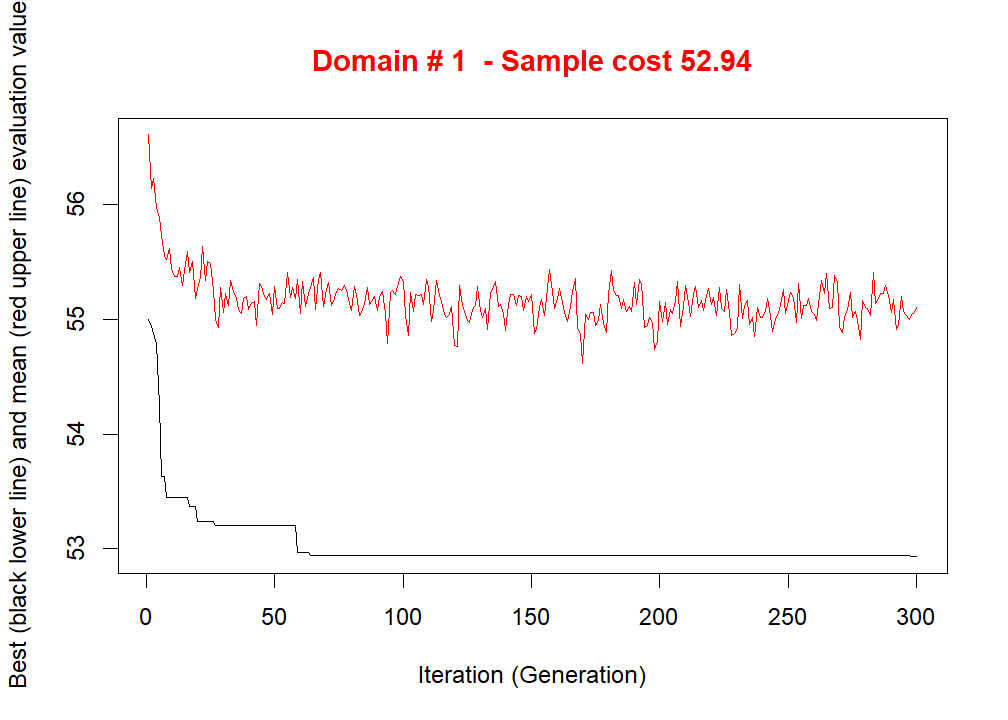 Domain # 1  - Sample cost 52.94
Best (black lower line) and mean (red upper line) evaluation value
56
55
54
53
0 50 100 150 200 250 300
Iteration (Generation)